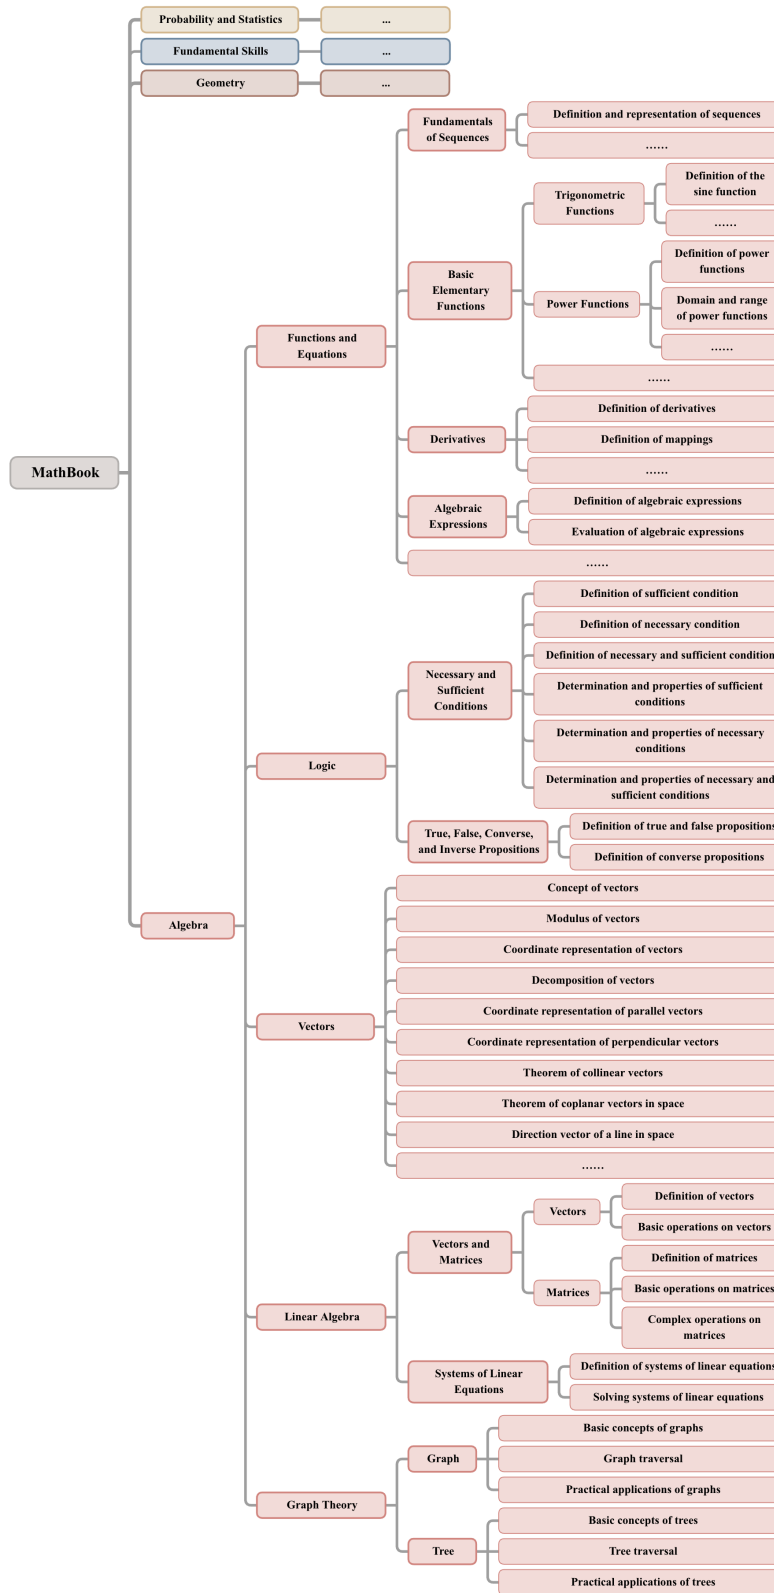 Probability and Statistics
...
Fundamental Skills
...
Geometry
...
MathBook
Algebra
Functions and
Equations
Fundamentals
of Sequences
Definition and representation of sequences
......
Basic
Elementary
Functions
Trigonometric
Functions
Definition of the
sine function
......
Power Functions
Definition of power
functions
Domain and range
of power functions
......
......
Derivatives
Definition of derivatives
Definition of mappings
......
Algebraic
Expressions
Definition of algebraic expressions
Evaluation of algebraic expressions
......
Logic
Necessary and
Sufficient
Conditions
Definition of sufficient condition
Definition of necessary condition
Definition of necessary and sufficient condition
Determination and properties of sufficient
conditions
Determination and properties of necessary
conditions
Determination and properties of necessary and
sufficient conditions
True, False, Converse,
and Inverse Propositions
Definition of true and false propositions
Definition of converse propositions
Vectors
Concept of vectors
Modulus of vectors
Coordinate representation of vectors
Decomposition of vectors
Coordinate representation of parallel vectors
Coordinate representation of perpendicular vectors
Theorem of collinear vectors
Theorem of coplanar vectors in space
Direction vector of a line in space
......
Linear Algebra
Vectors and
Matrices
Vectors
Definition of vectors
Basic operations on vectors
Matrices
Definition of matrices
Basic operations on matrices
Complex operations on
matrices
Systems of Linear
Equations
Definition of systems of linear equations
Solving systems of linear equations
Graph Theory
Graph
Basic concepts of graphs
Graph traversal
Practical applications of graphs
Tree
Basic concepts of trees
Tree traversal
Practical applications of trees